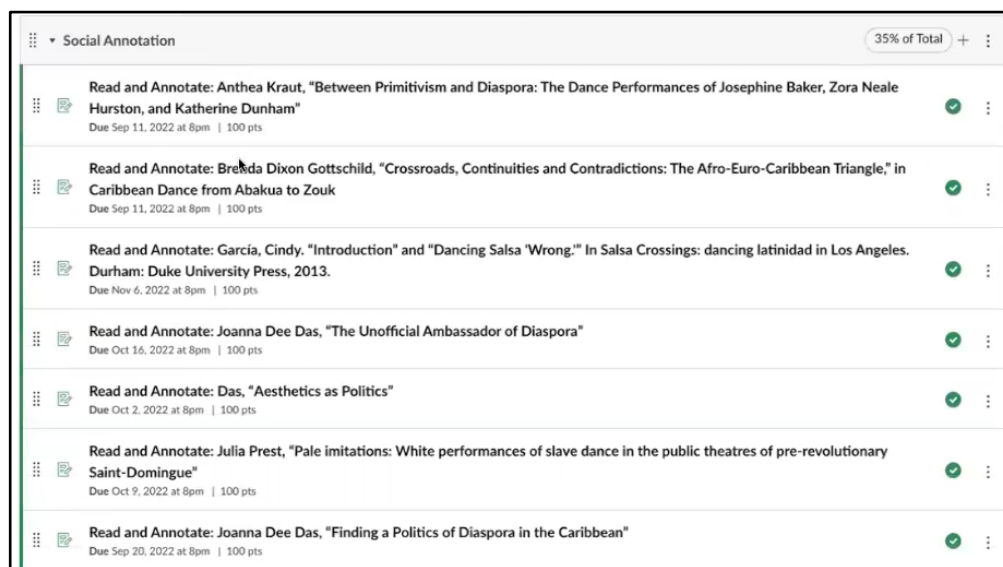 Social Annotation
35% of Total
Read and Annotate: Anthea Kraut, “Between Primitivism and Diaspora: The Dance Performances of Josephine Baker, Zora Neale
Hurston, and Katherine Dunham”
Due Sep 11, 2022 at 8pm | 100 pts
Read and Annotate: Brenda Dixon Gottschild, “Crossroads, Continuities and Contradictions: The Afro-Euro-Caribbean Triangle,” in
Caribbean Dance from Abakua to Zouk
Due Sep 11, 2022 at 8pm | 100 pts
Read and Annotate: García, Cindy. “Introduction” and “Dancing Salsa ‘Wrong.’” In Salsa Crossings: dancing latinidad in Los Angeles.
Durham: Duke University Press, 2013.
Due Nov 6, 2022 at 8pm | 100 pts
Read and Annotate: Joanna Dee Das, “The Unofficial Ambassador of Diaspora”
Due Oct 16, 2022 at 8pm | 100 pts
Read and Annotate: Das, “Aesthetics as Politics”
Due Oct 2, 2022 at 8pm | 100 pts
Read and Annotate: Julia Prest, “Pale imitations: White performances of slave dance in the public theatres of pre-revolutionary
Saint-Domingue”
Due Oct 9, 2022 at 8pm | 100 pts
Read and Annotate: Joanna Dee Das, “Finding a Politics of Diaspora in the Caribbean”
Due Sep 20, 2022 at 8pm | 100 pts